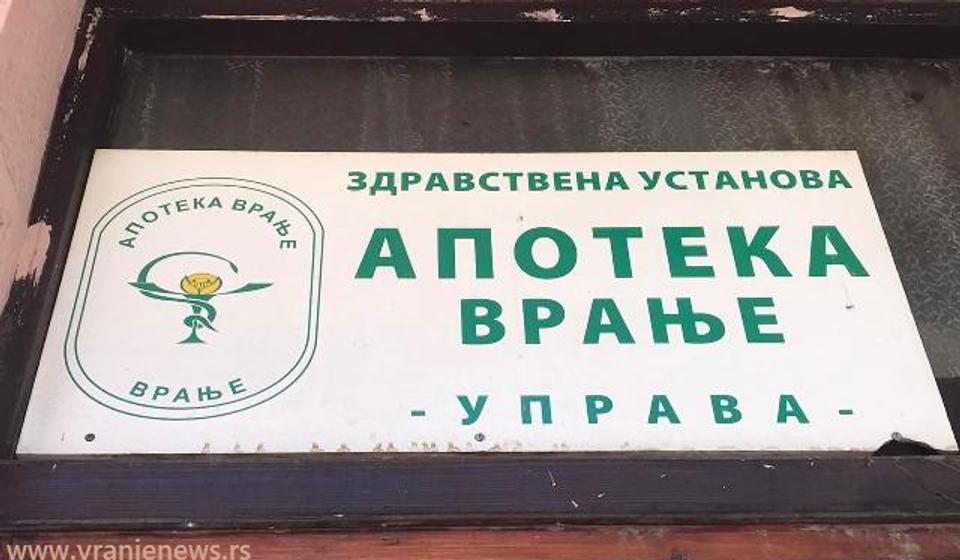 АПОТЕКА ВРАЊЕ
ВРАЊЕ
ЗДРАВСТВЕНА УСТАНОВА
АПОТЕКА
ВРАЊЕ
- УПРАВА -
www.vranjenews.rs